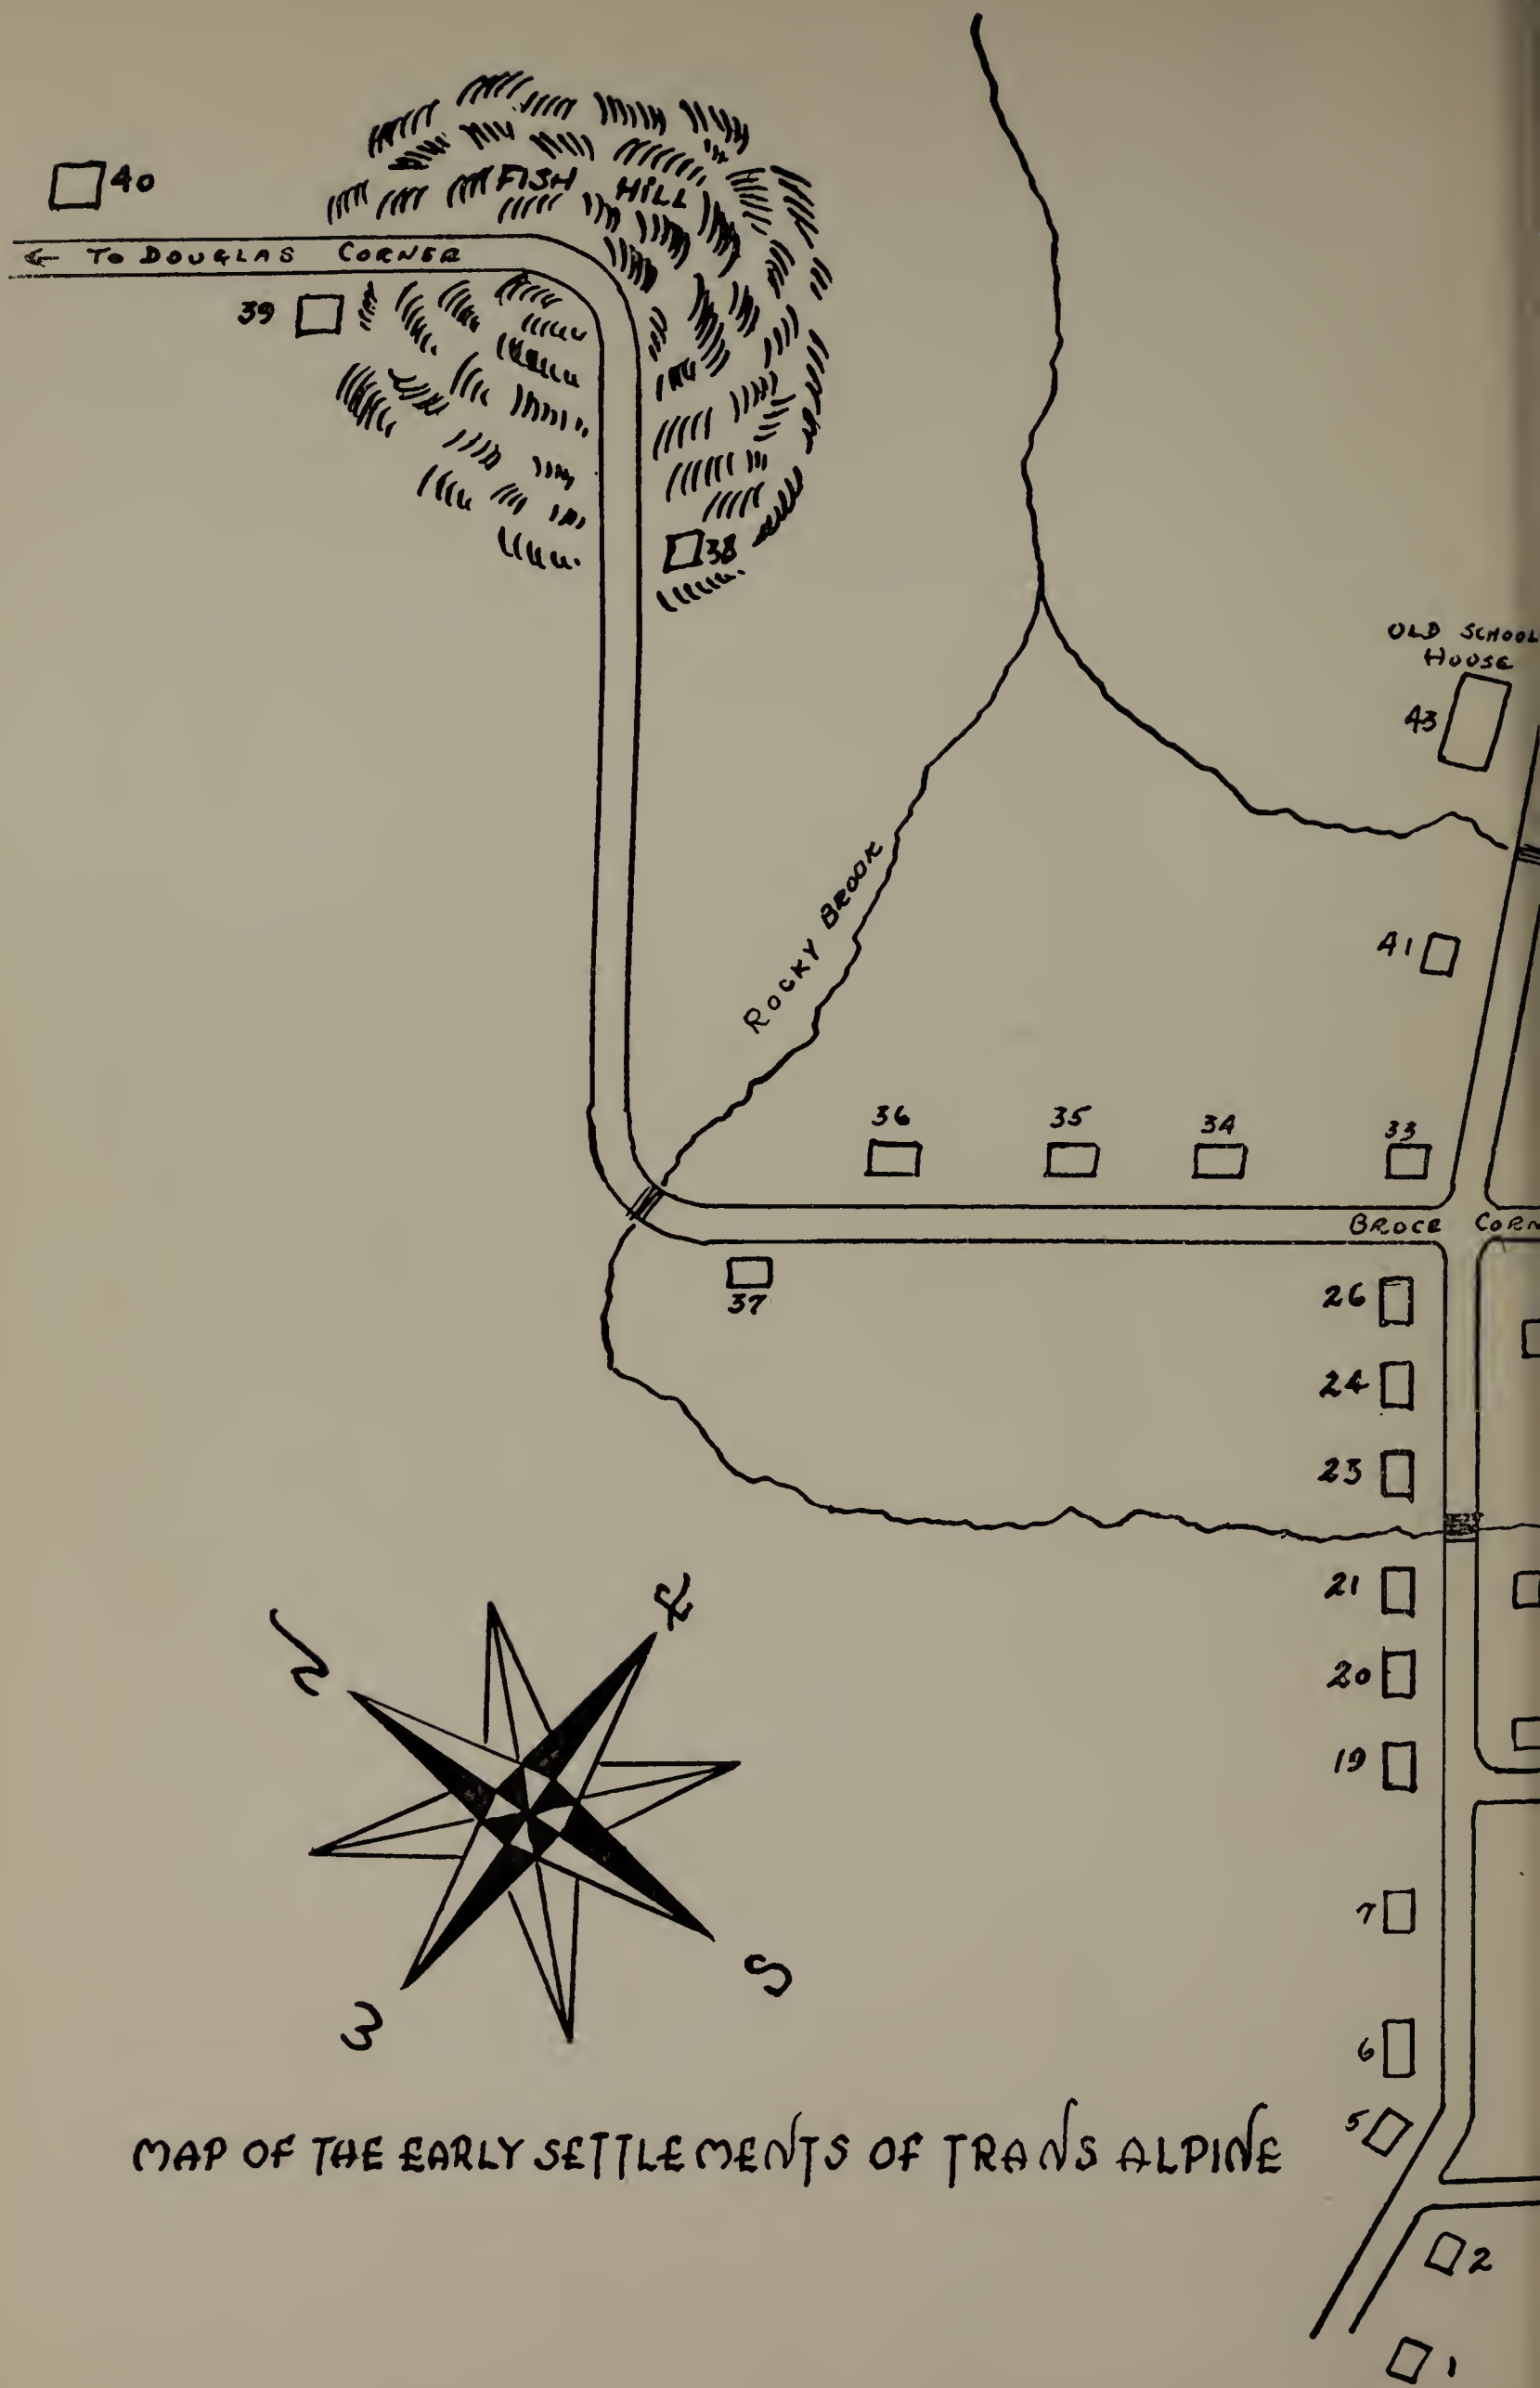 40
FISH HILL
← TO DOUGLAS CORNER
39
38
OLD SCHOOL
HOUSE
43
ROCKY BROOK
41
36
35
34
33
BROCE CORN
37
26
24
23
21
20
19
N
E
S
W
7
6
5
MAP OF THE EARLY SETTLEMENTS OF TRANS ALPINE
2
1